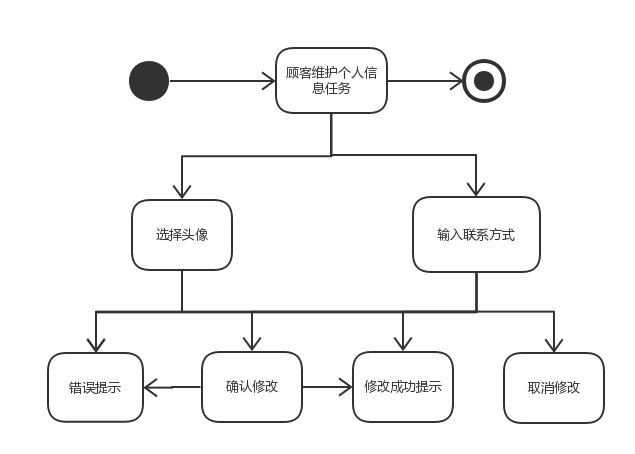 顾客维护个人信
息任务
选择头像
输入联系方式
错误提示
确认修改
修改成功提示
取消修改